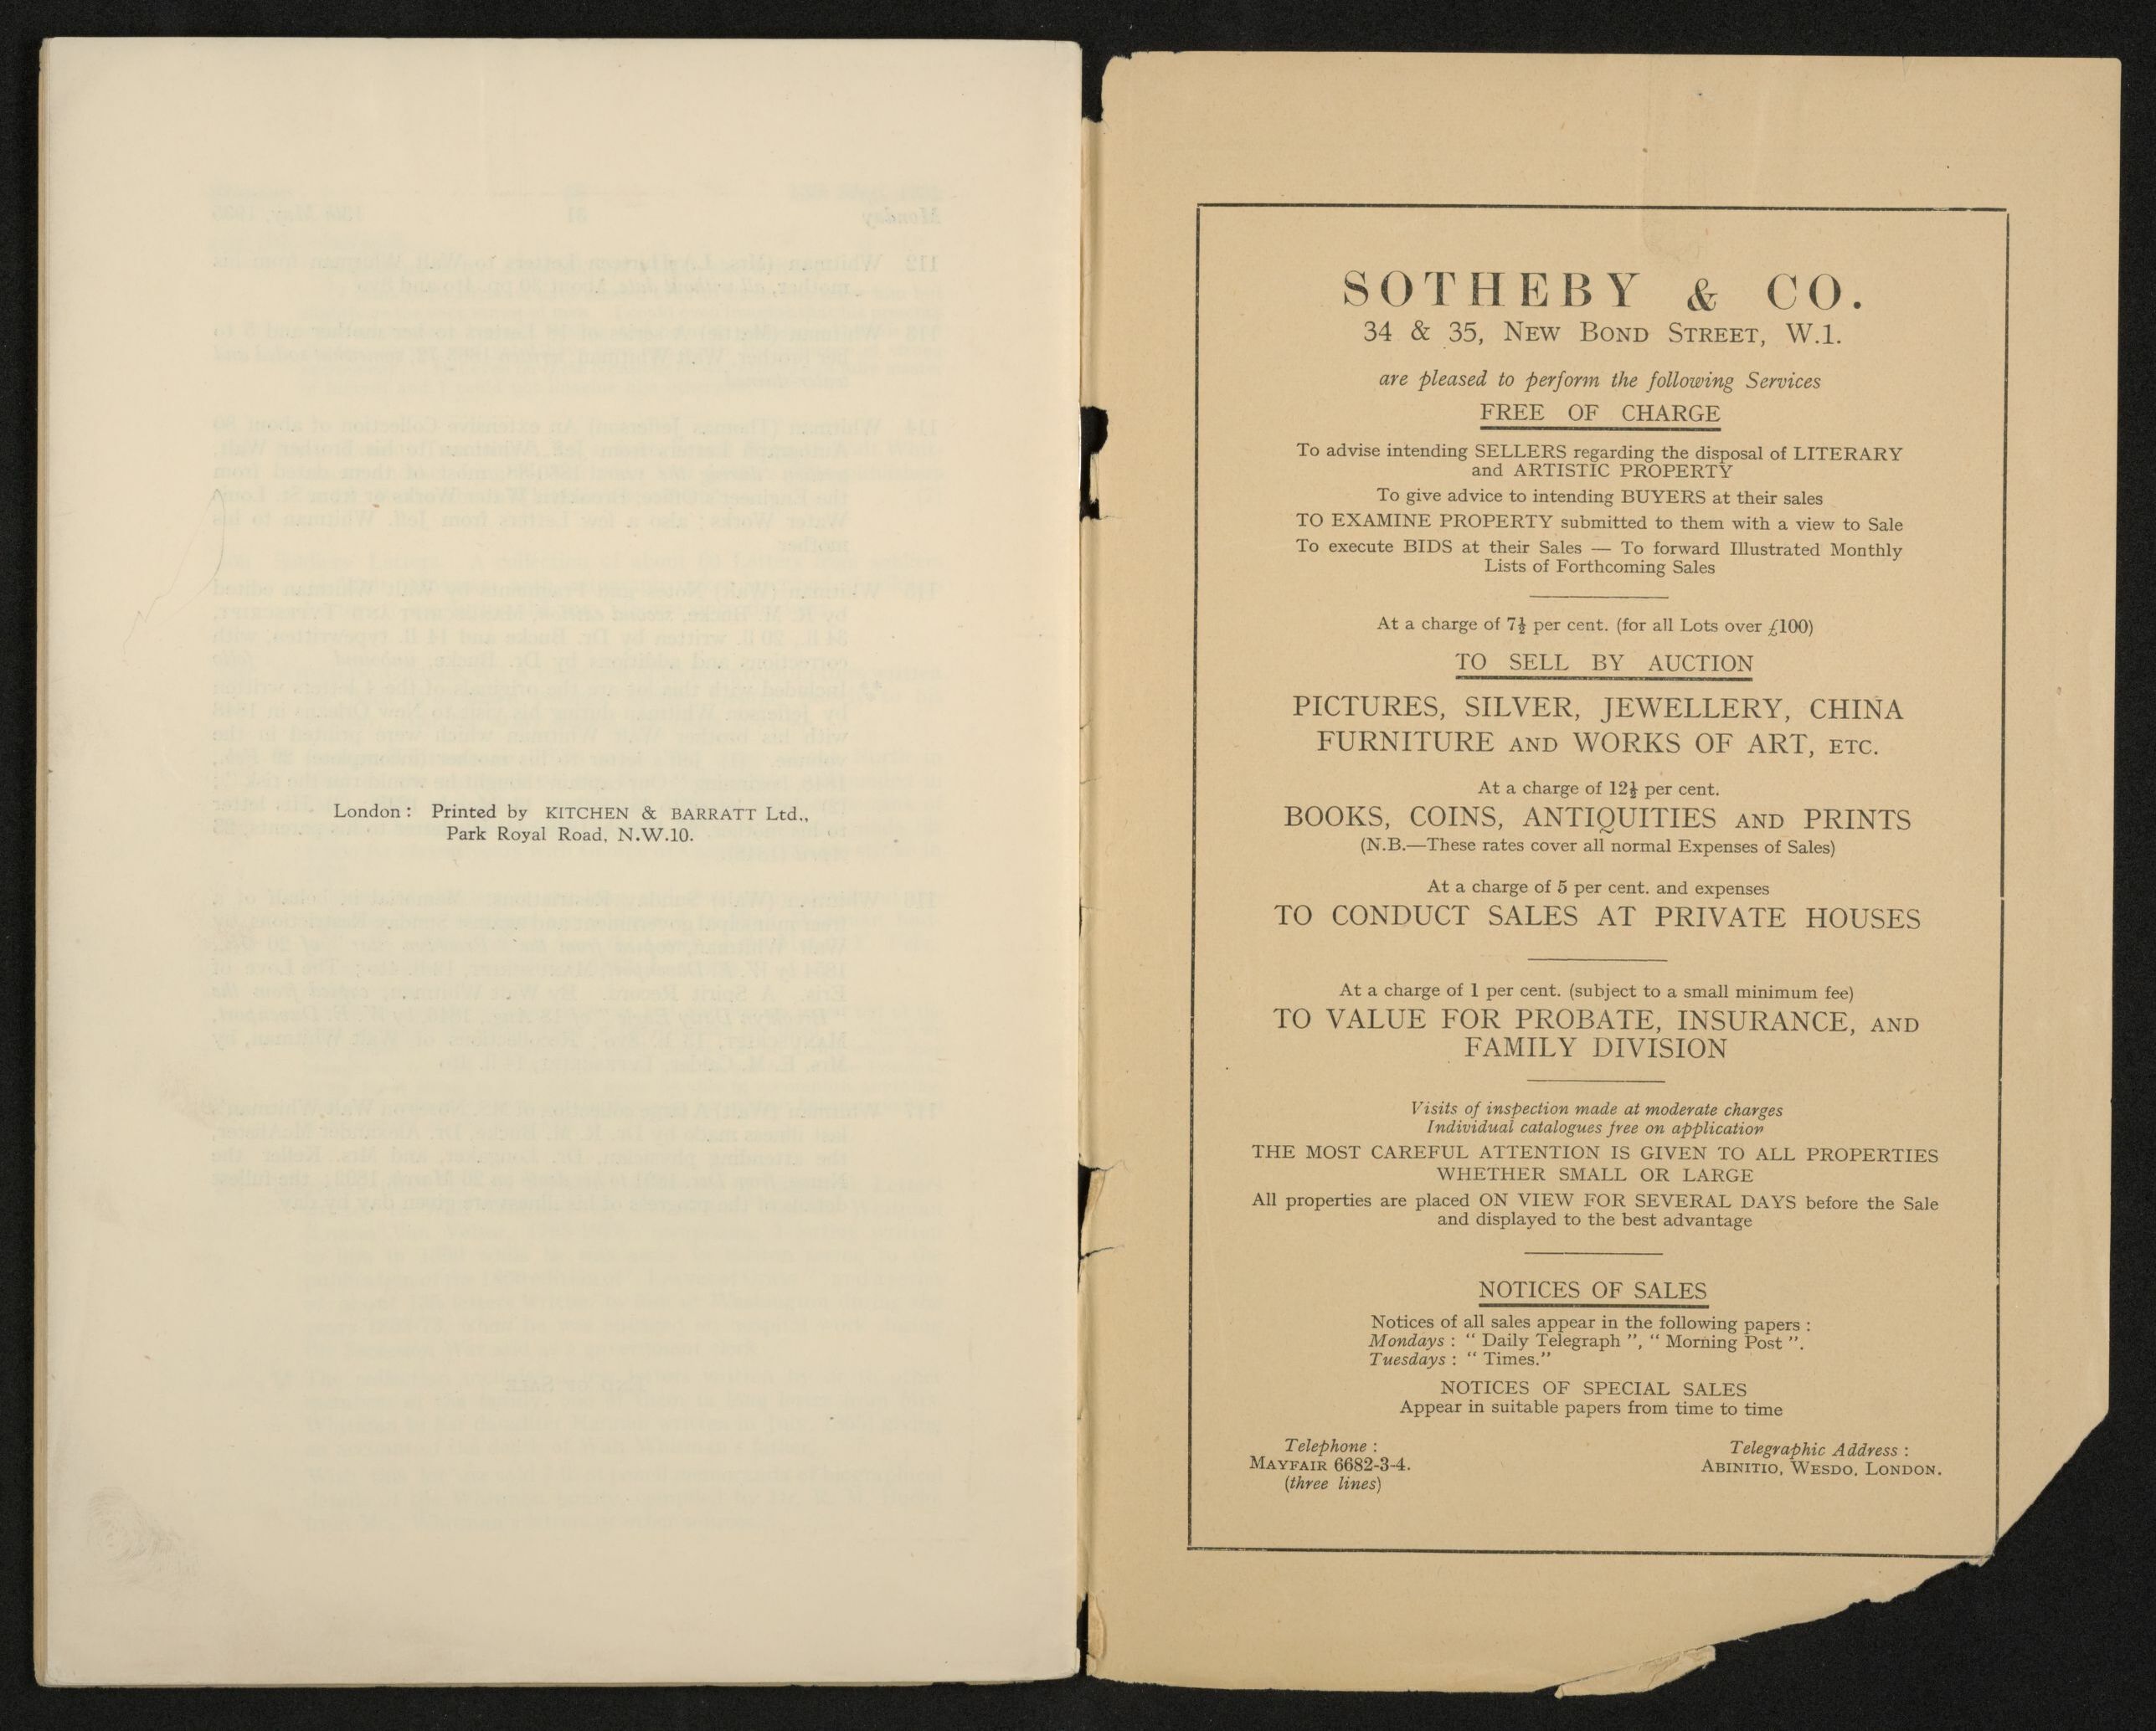 London: Printed by KITCHEN & BARRATT Ltd.,
Park Royal Road, N.W.10.
SOTHEBY & CO.
34 & 35, NEW BOND STREET, W.1.
are pleased to perform the following Services
FREE OF CHARGE
To advise intending SELLERS regarding the disposal of LITERARY
and ARTISTIC PROPERTY
To give advice to intending BUYERS at their sales
TO EXAMINE PROPERTY submitted to them with a view to Sale
To execute BIDS at their Sales — To forward Illustrated Monthly
Lists of Forthcoming Sales
At a charge of 7½ per cent. (for all Lots over £100)
TO SELL BY AUCTION
PICTURES, SILVER, JEWELLERY, CHINA
FURNITURE AND WORKS OF ART, ETC.
At a charge of 12½ per cent.
BOOKS, COINS, ANTIQUITIES AND PRINTS
(N.B.—These rates cover all normal Expenses of Sales)
At a charge of 5 per cent. and expenses
TO CONDUCT SALES AT PRIVATE HOUSES
At a charge of 1 per cent. (subject to a small minimum fee)
TO VALUE FOR PROBATE, INSURANCE, AND
FAMILY DIVISION
Visits of inspection made at moderate charges
Individual catalogues free on application
THE MOST CAREFUL ATTENTION IS GIVEN TO ALL PROPERTIES
WHETHER SMALL OR LARGE
All properties are placed ON VIEW FOR SEVERAL DAYS before the Sale
and displayed to the best advantage
NOTICES OF SALES
Notices of all sales appear in the following papers :
Mondays : “ Daily Telegraph ”, “ Morning Post ”.
Tuesdays : “ Times.”
NOTICES OF SPECIAL SALES
Appear in suitable papers from time to time
Telephone :
MAYFAIR 6682-3-4.
(three lines)
Telegraphic Address :
ABINITIO, WESDO, LONDON.